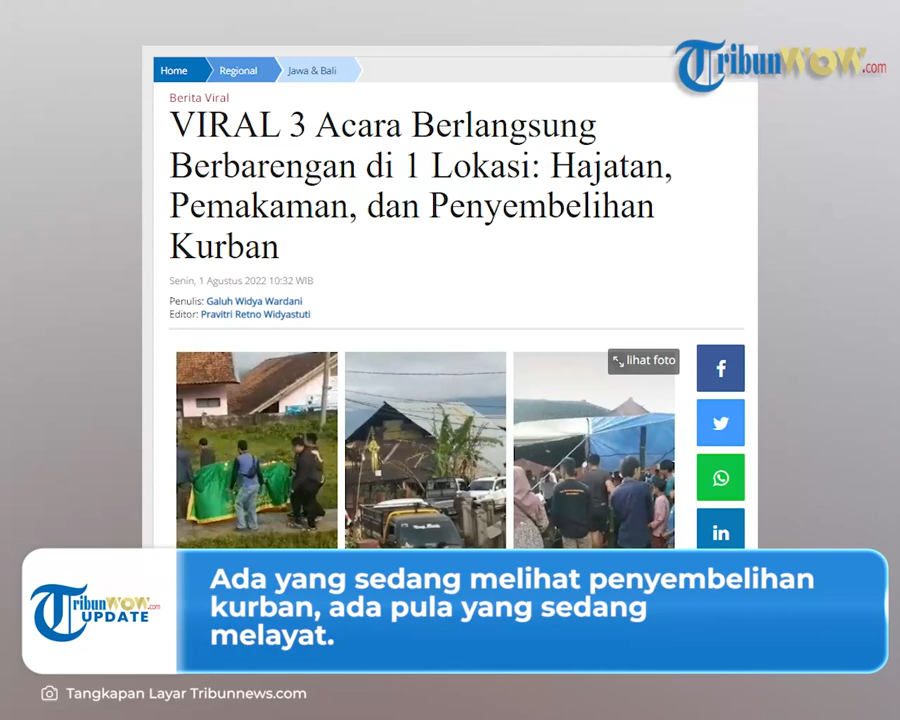 Home Regional Jawa & Bali
TribunWOW.com
Berita Viral
VIRAL 3 Acara Berlangsung
Berbarengan di 1 Lokasi: Hajatan,
Pemakaman, dan Penyembelihan
Kurban
Senin, 1 Agustus 2022 10:32 WIB
Penulis: Galuh Widya Wardani
Editor: Pravitri Retno Widyastuti
lihat foto
Ada yang sedang melihat penyembelihan
kurban, ada pula yang sedang
melayat.
TribunWOW.com
UPDATE
Tangkapan Layar Tribunnews.com